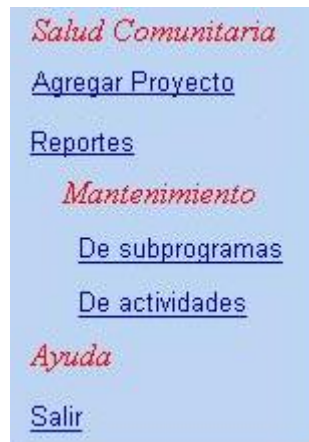 Salud Comunitaria
Agregar Proyecto
Reportes
Mantenimiento
De subprogramas
De actividades
Ayuda
Salir